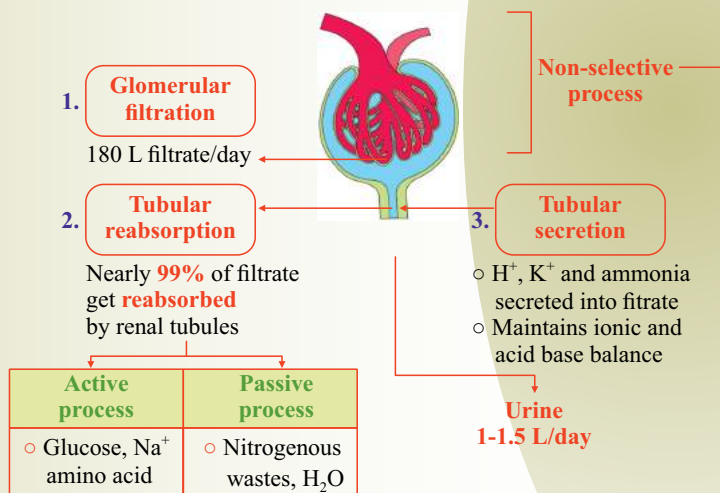 1.
Glomerular
filtration
180 L filtrate/day
Non-selective
process
2.
Tubular
reabsorption
Nearly 99% of filtrate
get reabsorbed
by renal tubules
Active
process
Passive
process
○ Glucose, Na⁺
amino acid
○ Nitrogenous
wastes, H₂O
3.
Tubular
secretion
○ H⁺, K⁺ and ammonia
secreted into fitrate
○ Maintains ionic and
acid base balance
Urine
1-1.5 L/day